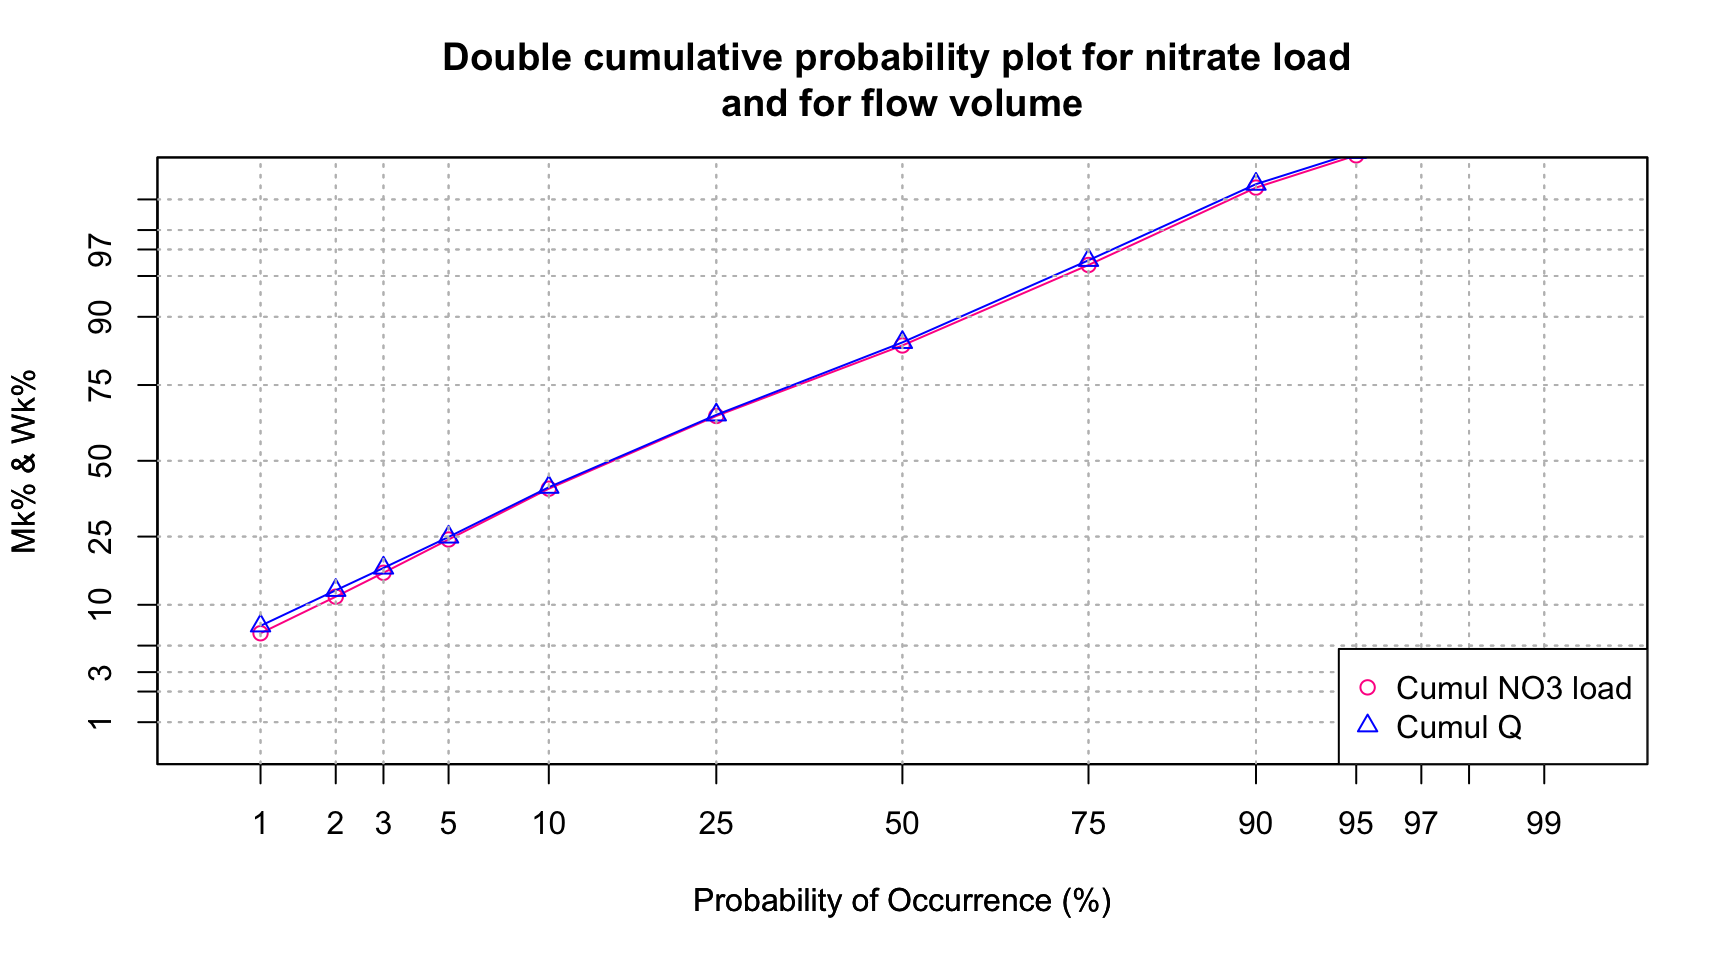 Double cumulative probability plot for nitrate load
and for flow volume
Mk% & Wk%
97
90
75
50
25
10
3
1
Cumul NO3 load
Cumul Q
1 2 3 5 10 25 50 75 90 95 97 99
Probability of Occurrence (%)